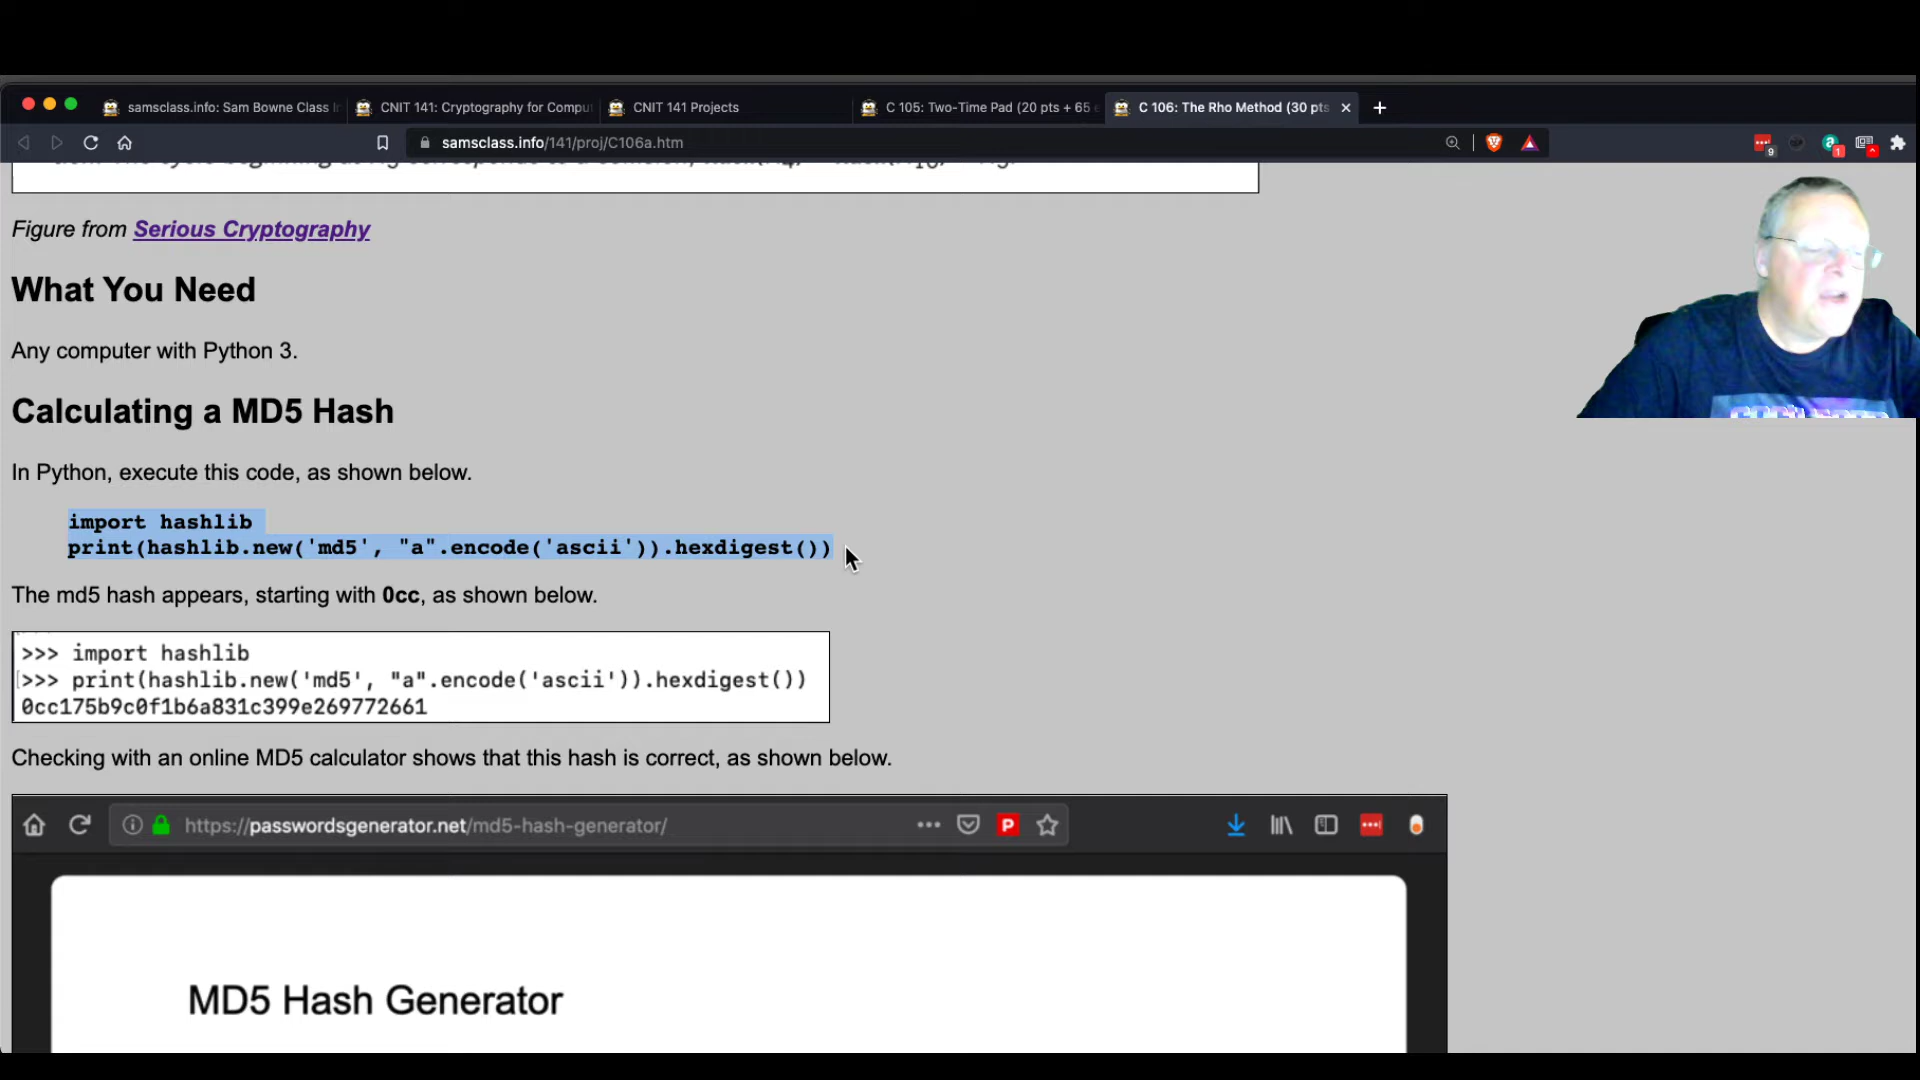 samsclass.info: Sam Bowne Class I
CNIT 141: Cryptography for Compu
CNIT 141 Projects
C 105: Two-Time Pad (20 pts + 65 e
C 106: The Rho Method (30 pts
samsclass.info/141/proj/C106a.htm
Figure from Serious Cryptography
What You Need
Any computer with Python 3.
Calculating a MD5 Hash
In Python, execute this code, as shown below.
import hashlib
print(hashlib.new('md5', "a".encode('ascii')).hexdigest())
The md5 hash appears, starting with 0cc, as shown below.
>>> import hashlib
>>> print(hashlib.new('md5', "a".encode('ascii')).hexdigest())
0cc175b9c0f1b6a831c399e269772661
Checking with an online MD5 calculator shows that this hash is correct, as shown below.
https://passwordsgenerator.net/md5-hash-generator/
MD5 Hash Generator